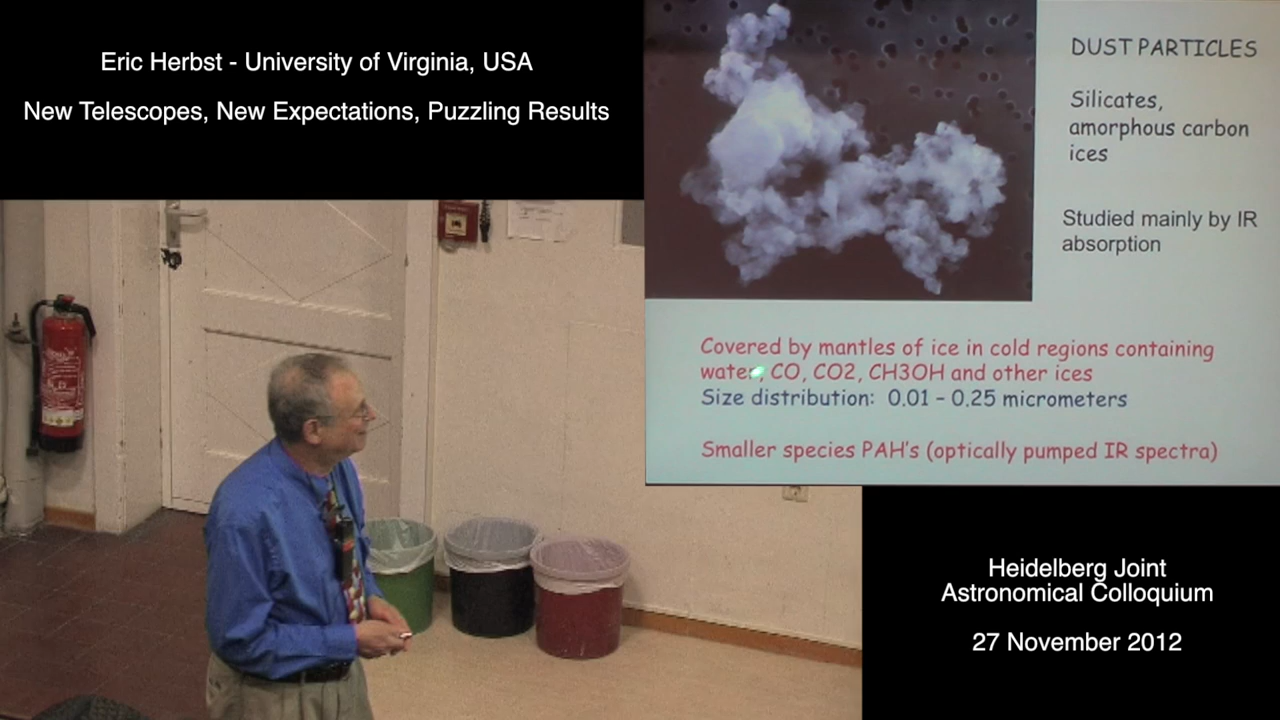 Eric Herbst - University of Virginia, USA
New Telescopes, New Expectations, Puzzling Results
DUST PARTICLES
Silicates,
amorphous carbon
ices
Studied mainly by IR
absorption
Covered by mantles of ice in cold regions containing
water, CO, CO2, CH3OH and other ices
Size distribution: 0.01 – 0.25 micrometers
Smaller species PAH's (optically pumped IR spectra)
Heidelberg Joint
Astronomical Colloquium
27 November 2012